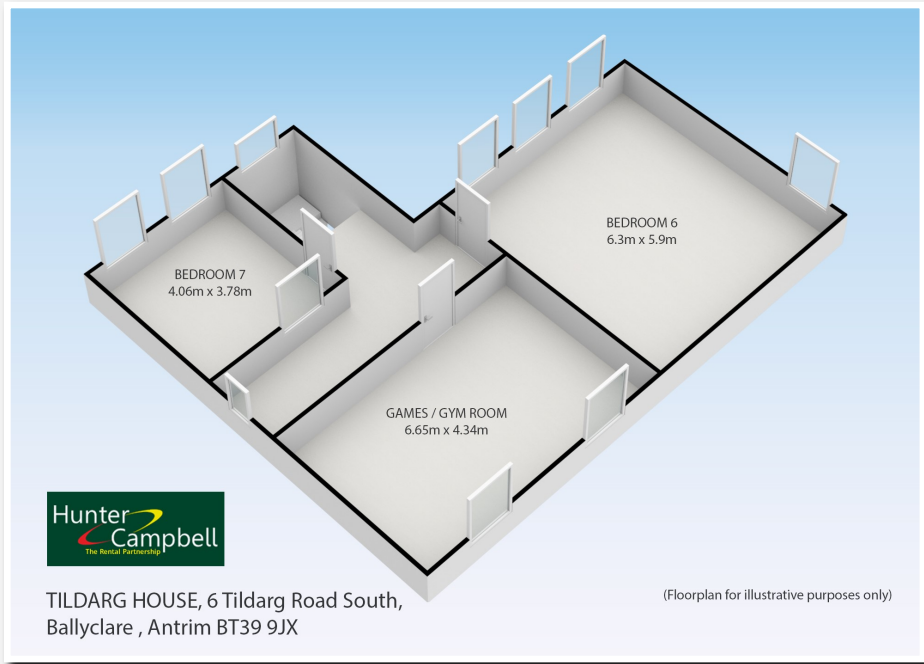 BEDROOM 6
6.3m x 5.9m
BEDROOM 7
4.06m x 3.78m
GAMES / GYM ROOM
6.65m x 4.34m
Hunter
Campbell
The Rental Partnership
TILDARG HOUSE, 6 Tildarg Road South,
Ballyclare , Antrim BT39 9JX
(Floorplan for illustrative purposes only)